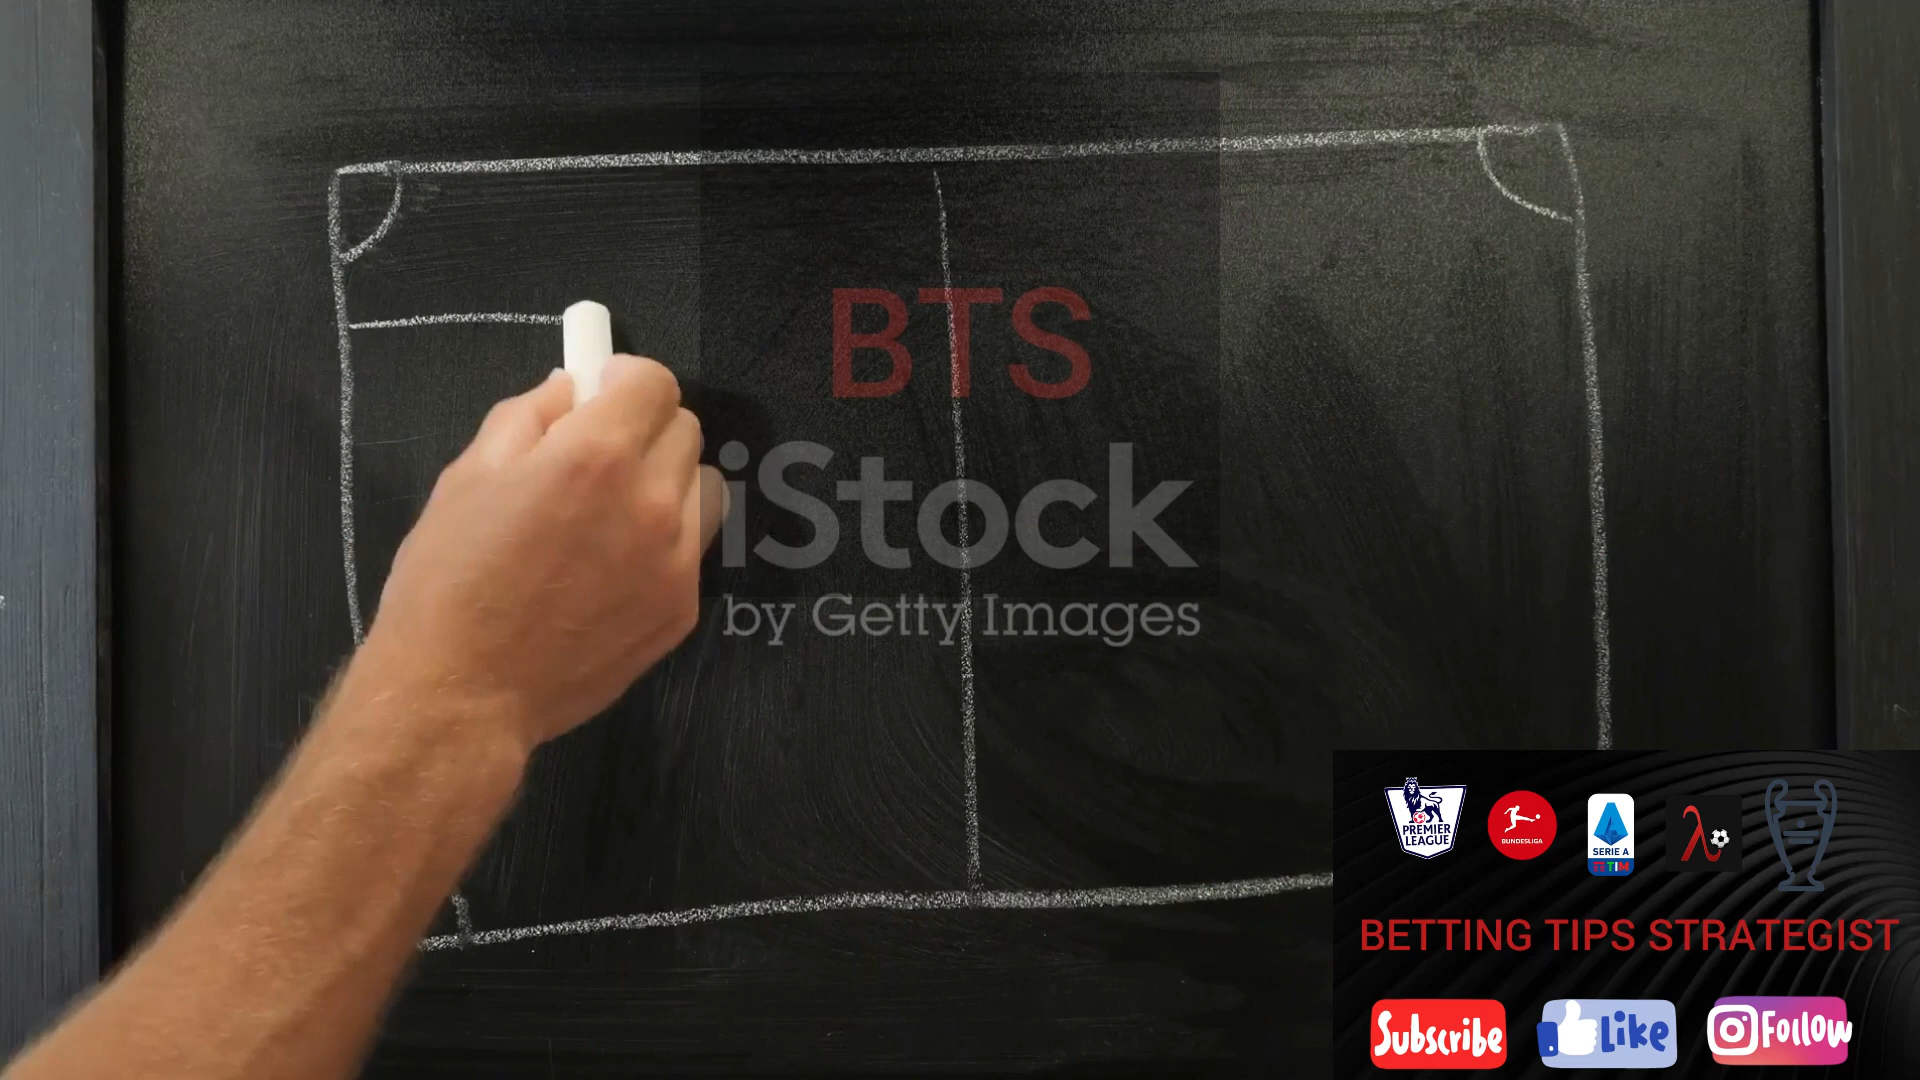 BTS
iStock
by Getty Images
PREMIER
LEAGUE
BUNDESLIGA
SERIE A
TIM
BETTING TIPS STRATEGIST
Subscribe
Like
Follow